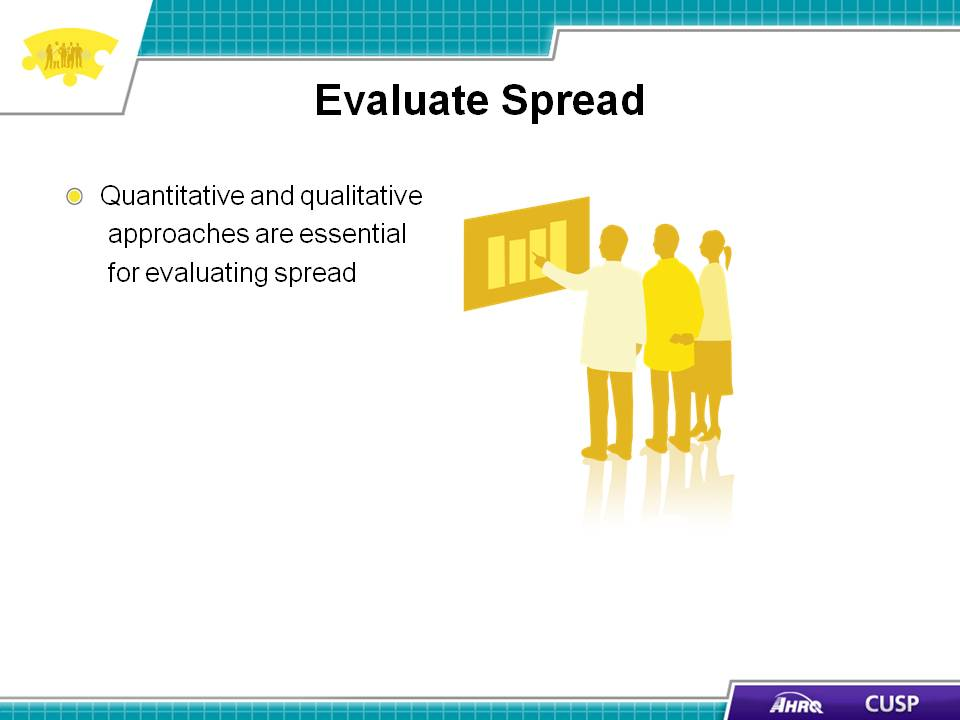 Evaluate Spread
Quantitative and qualitative
approaches are essential
for evaluating spread
AHRQ CUSP